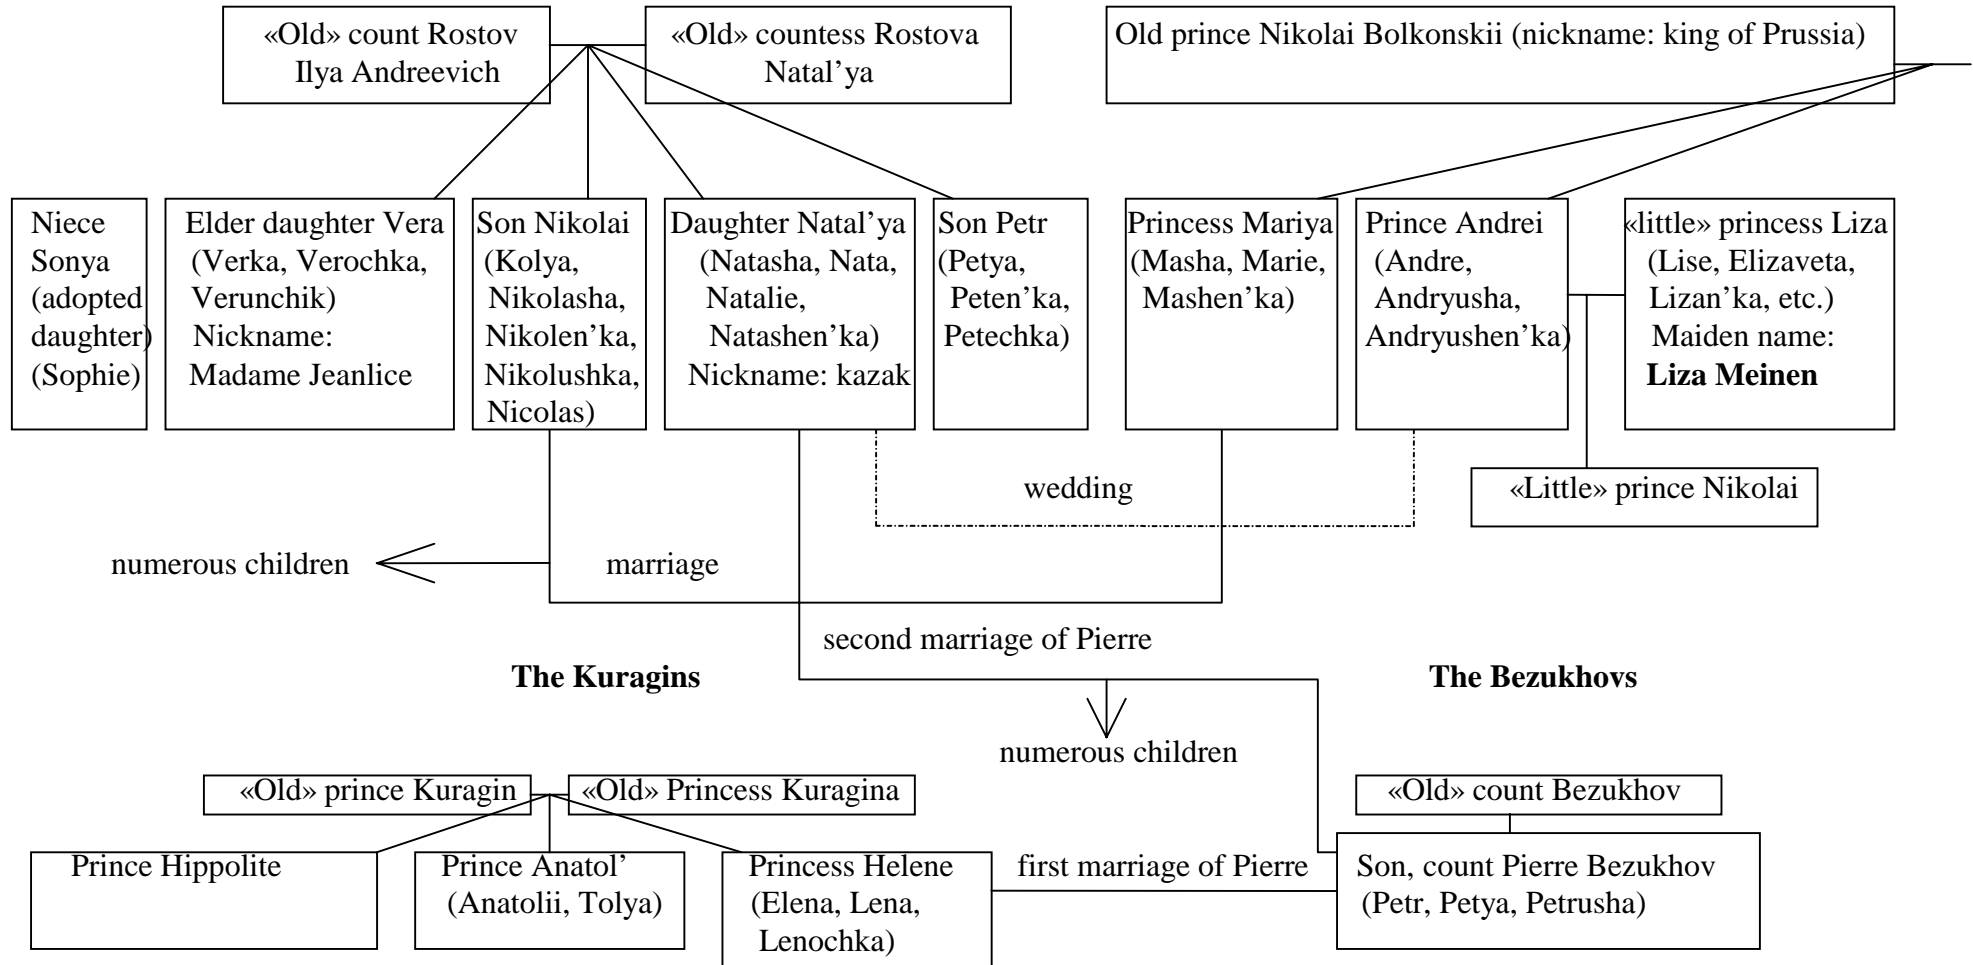 «Old» count Rostov
Ilya Andreevich
«Old» countess Rostova
Natal’ya
Old prince Nikolai Bolkonskii (nickname: king of Prussia)
Niece
Sonya
(adopted
daughter)
(Sophie)
Elder daughter Vera
(Verka, Verochka,
Verunchik)
Nickname:
Madame Jeanlice
Son Nikolai
(Kolya,
Nikolasha,
Nikolen’ka,
Nikolushka,
Nicolas)
Daughter Natal’ya
(Natasha, Nata,
Natalie,
Natashen’ka)
Nickname: kazak
Son Petr
(Petya,
Peten’ka,
Petechka)
Princess Mariya
(Masha, Marie,
Mashen’ka)
Prince Andrei
(Andre,
Andryusha,
Andryushen’ka)
«little» princess Liza
(Lise, Elizaveta,
Lizan’ka, etc.)
Maiden name:
Liza Meinen
wedding
«Little» prince Nikolai
numerous children
marriage
second marriage of Pierre
The Kuragins
The Bezukhovs
numerous children
«Old» prince Kuragin
«Old» Princess Kuragina
«Old» count Bezukhov
Prince Hippolite
Prince Anatol’
(Anatolii, Tolya)
Princess Helene
(Elena, Lena,
Lenochka)
first marriage of Pierre
Son, count Pierre Bezukhov
(Petr, Petya, Petrusha)